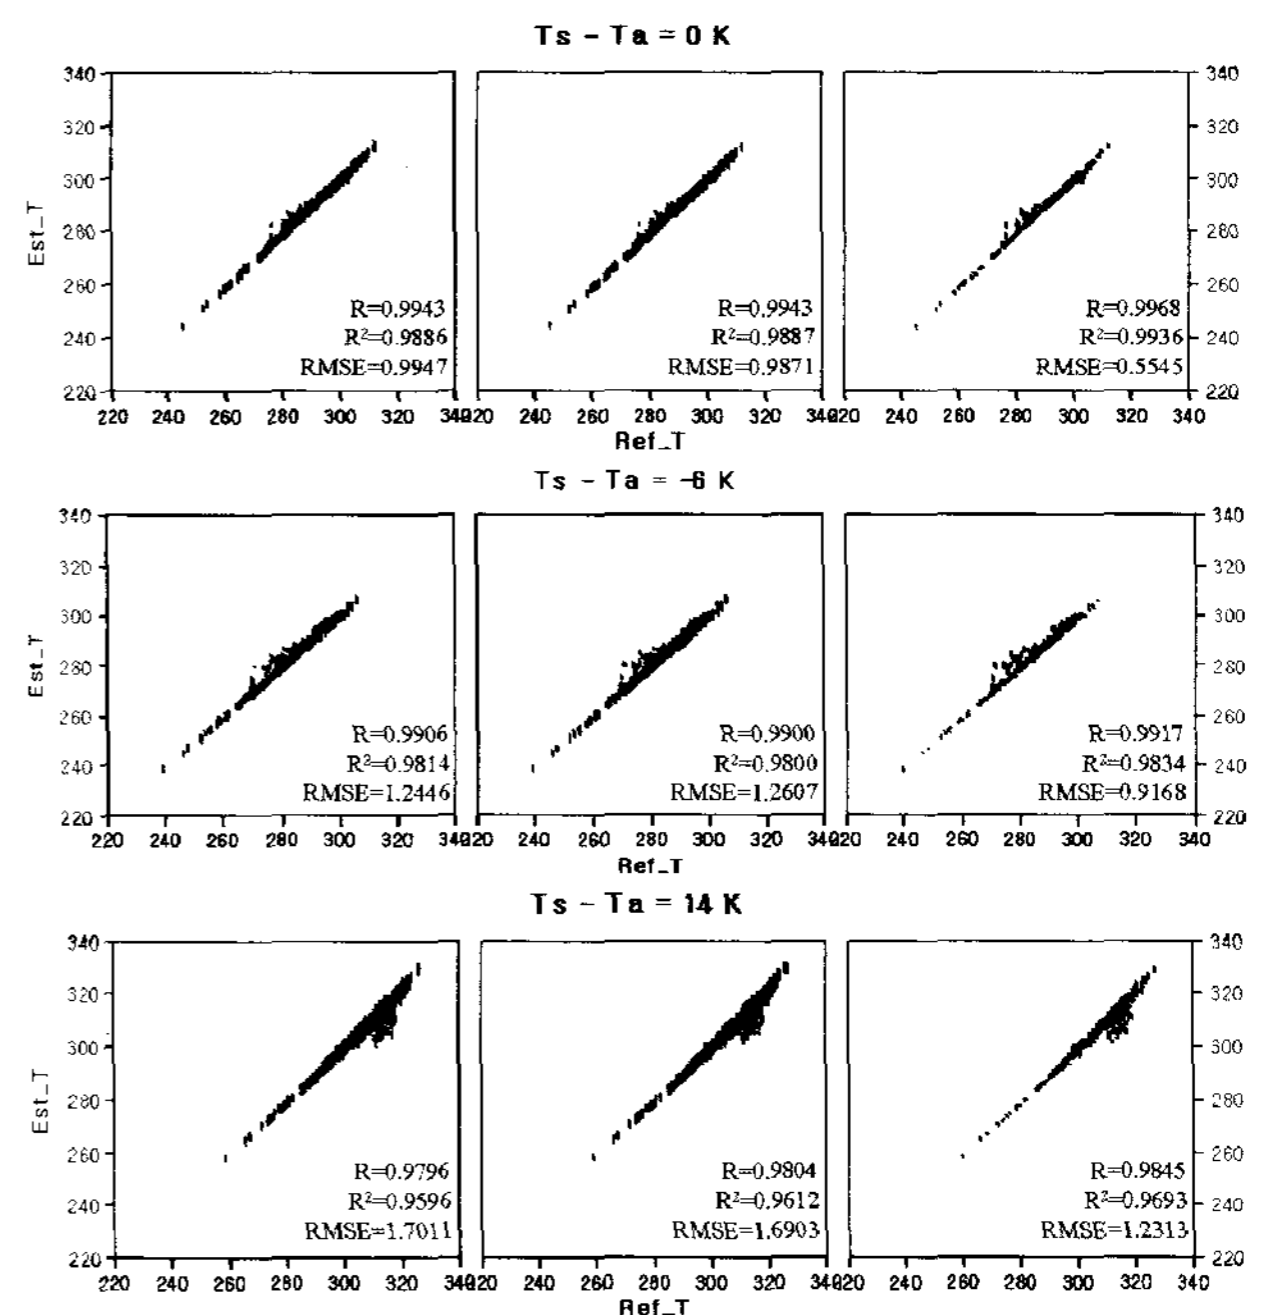 Ts - Ta = 0 K
340
320
300
280
260
240
220
Est_T
R=0.9943
R²=0.9886
RMSE=0.9947
R=0.9943
R²=0.9887
RMSE=0.9871
R=0.9968
R²=0.9936
RMSE=0.5545
340
320
300
280
260
240
220
220 240 260 280 300 320 340 220 240 260 280 300 320 340 220 240 260 280 300 320 340
Ref_T
Ts - Ta = -6 K
340
320
300
280
260
240
220
Est_T
R=0.9906
R²=0.9814
RMSE=1.2446
R=0.9900
R²=0.9800
RMSE=1.2607
R=0.9917
R²=0.9834
RMSE=0.9168
340
320
300
280
260
240
220
220 240 260 280 300 320 340 220 240 260 280 300 320 340 220 240 260 280 300 320 340
Ref_T
Ts - Ta = 14 K
340
320
300
280
260
240
220
Est_T
R=0.9796
R²=0.9596
RMSE=1.7011
R=0.9804
R²=0.9612
RMSE=1.6903
R=0.9845
R²=0.9693
RMSE=1.2313
340
320
300
280
260
240
220
220 240 260 280 300 320 340 220 240 260 280 300 320 340 220 240 260 280 300 320 340
Ref_T